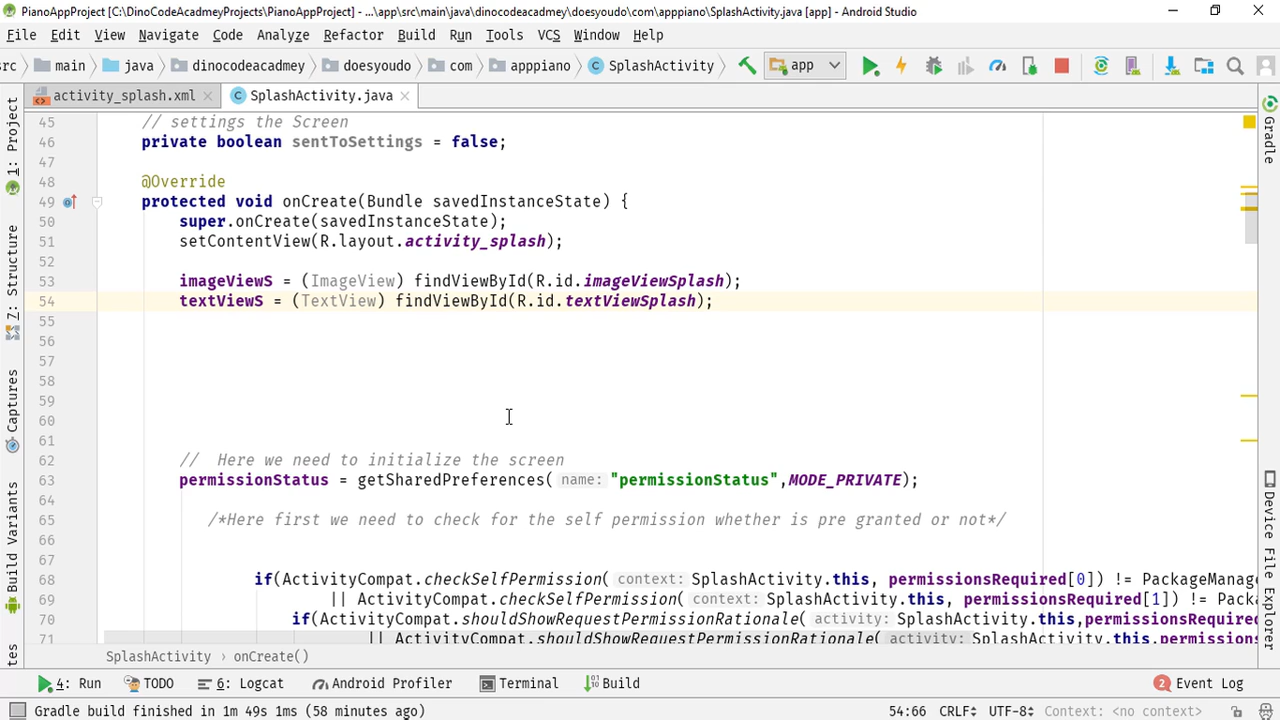 PianoAppProject [C:\DinoCodeAcadmeyProjects\PianoAppProject] - ...\app\src\main\java\dinocodeacadmey\doesyoudo\com\apppiano\SplashActivity.java [app] - Android Studio
File Edit View Navigate Code Analyze Refactor Build Run Tools VCS Window Help
src main java dinocodeacadmey doesyoudo com apppiano SplashActivity app
activity_splash.xml SplashActivity.java
45 // settings the Screen
46 private boolean sentToSettings = false;
47
48 @Override
49 protected void onCreate(Bundle savedInstanceState) {
50 super.onCreate(savedInstanceState);
51 setContentView(R.layout.activity_splash);
52
53 imageViewS = (ImageView) findViewById(R.id.imageViewSplash);
54 textViewS = (TextView) findViewById(R.id.textViewSplash);
55
56
57
58
59
60
61
62 // Here we need to initialize the screen
63 permissionStatus = getSharedPreferences( name: "permissionStatus",MODE_PRIVATE);
64
65 /*Here first we need to check for the self permission whether is pre granted or not*/
66
67
68 if(ActivityCompat.checkSelfPermission( context: SplashActivity.this, permissionsRequired[0]) != PackageManage
69 || ActivityCompat.checkSelfPermission( context: SplashActivity.this, permissionsRequired[1]) != Packa
70 if(ActivityCompat.shouldShowRequestPermissionRationale( activity: SplashActivity.this,permissionsRequired
71 || ActivityCompat.shouldShowRequestPermissionRationale( activity: SplashActivity.this,permissions
1: Project
Z: Structure
Captures
Build Variants
Gradle
Device File Explorer
SplashActivity › onCreate()
4: Run TODO 6: Logcat Android Profiler Terminal Build 2 Event Log
Gradle build finished in 1m 49s 1ms (58 minutes ago) 54:66 CRLF UTF-8 Context: <no context>